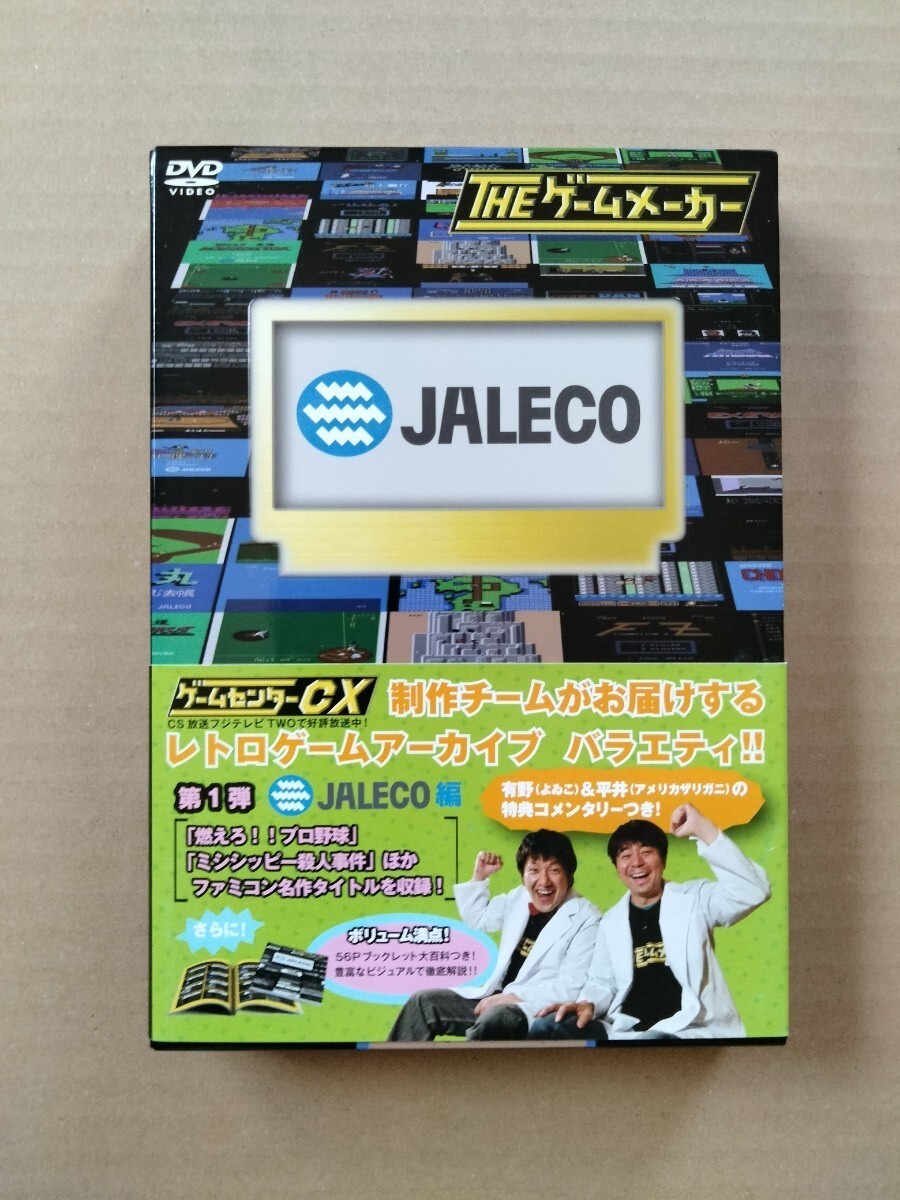 DVD
VIDEO
THEゲームメーカー
JALECO
丸
JALECO
ゲームセンターCX
CS放送フジテレビTWOで好評放送中!
制作チームがお届けする
レトロゲームアーカイブ バラエティ!!
第1弾 JALECO編
有野(よゐこ)&平井(アメリカザリガニ)の
特典コメンタリーつき!
「燃えろ!!プロ野球」
「ミシシッピー殺人事件」ほか
ファミコン名作タイトルを収録!
さらに!
ボリューム満点!
56Pブックレット大百科つき!
豊富なビジュアルで徹底解説!!